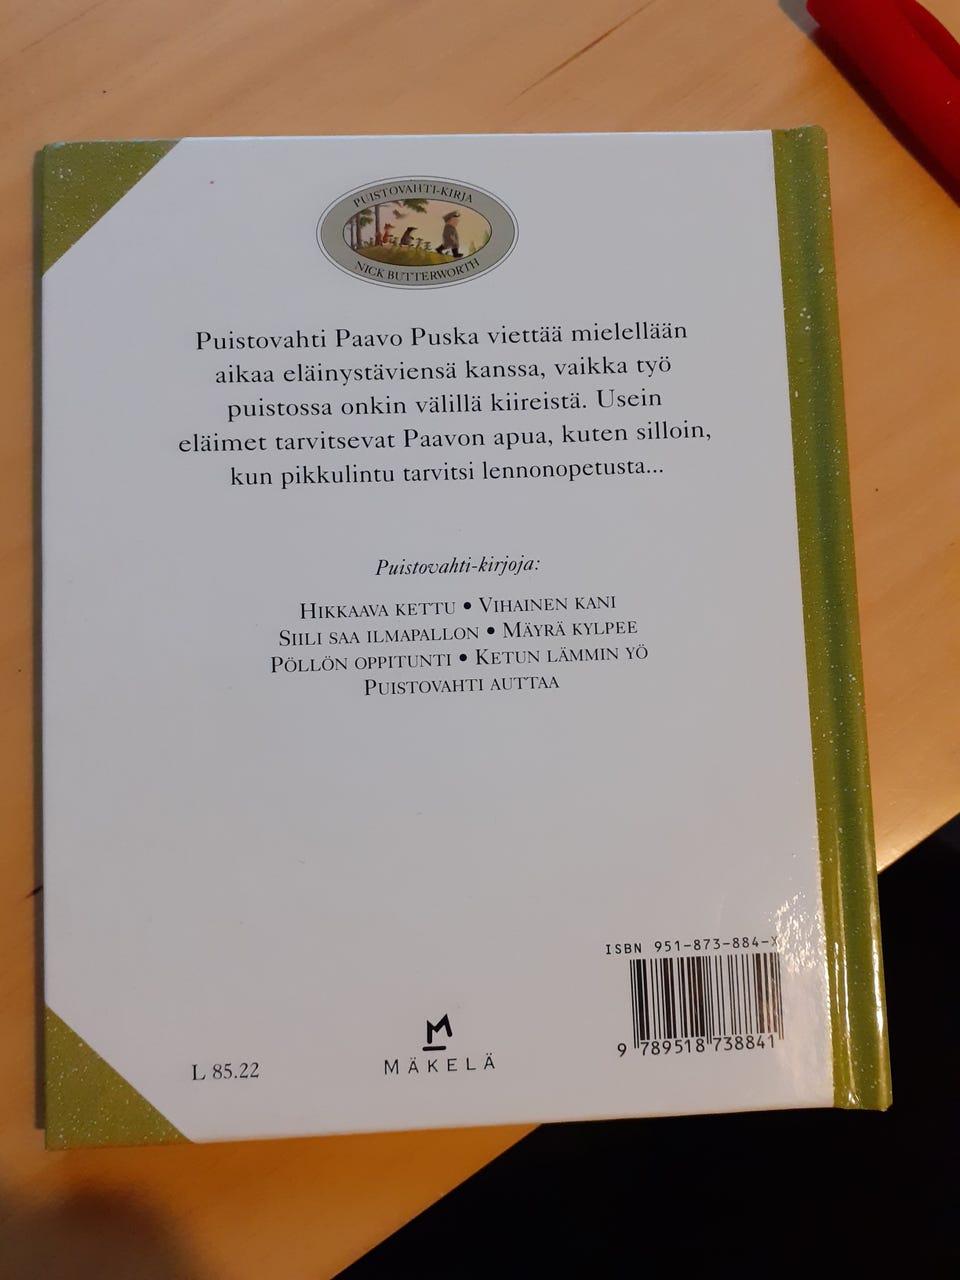 PUISTOVAHTI-KIRJA
NICK BUTTERWORTH
Puistovahti Paavo Puska viettää mielellään
aikaa eläinystäviensä kanssa, vaikka työ
puistossa onkin välillä kiireistä. Usein
eläimet tarvitsevat Paavon apua, kuten silloin,
kun pikkulintu tarvitsi lennonopetusta...
Puistovahti-kirjoja:
HIKKAAVA KETTU • VIHAINEN KANI
SIILI SAA ILMAPALLON • MÄYRÄ KYLPEE
PÖLLÖN OPPITUNTI • KETUN LÄMMIN YÖ
PUISTOVAHTI AUTTAA
ISBN 951-873-884-X
9 789518 738841
M
MÄKELÄ
L 85.22